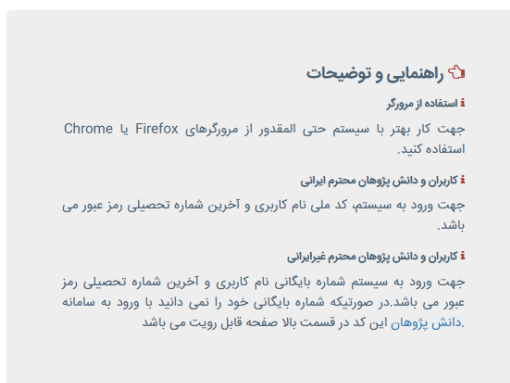 راهنمایی و توضیحات
استفاده از مرورگر
جهت کار بهتر با سیستم حتی المقدور از مرورگرهای Firefox یا Chrome
استفاده کنید.
کاربران و دانش پژوهان محترم ایرانی
جهت ورود به سیستم، کد ملی نام کاربری و آخرین شماره تحصیلی رمز عبور می
باشد.
کاربران و دانش پژوهان محترم غیرایرانی
جهت ورود به سیستم شماره بایگانی نام کاربری و آخرین شماره تحصیلی رمز
عبور می باشد.در صورتیکه شماره بایگانی خود را نمی دانید با ورود به سامانه
.دانش پژوهان این کد در قسمت بالا صفحه قابل رویت می باشد